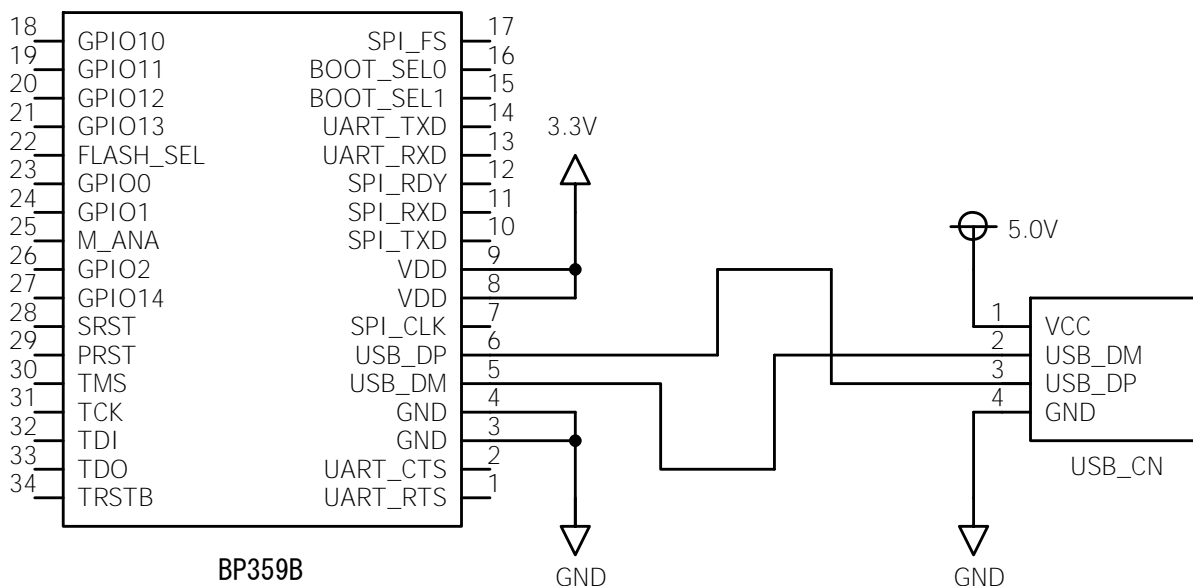 18 GPIO10 SPI_FS 17
19 GPIO11 BOOT_SEL0 16
20 GPIO12 BOOT_SEL1 15
21 GPIO13 UART_TXD 14
22 FLASH_SEL UART_RXD 13
23 GPIO0 SPI_RDY 12
24 GPIO1 SPI_RXD 11
25 M_ANA SPI_TXD 10
26 GPIO2 VDD 9
27 GPIO14 VDD 8
28 SRST SPI_CLK 7
29 PRST USB_DP 6
30 TMS USB_DM 5
31 TCK GND 4
32 TDI GND 3
33 TDO UART_CTS 2
34 TRSTB UART_RTS 1
BP359B
3.3V
GND
5.0V
1 VCC
2 USB_DM
3 USB_DP
4 GND
USB_CN
GND